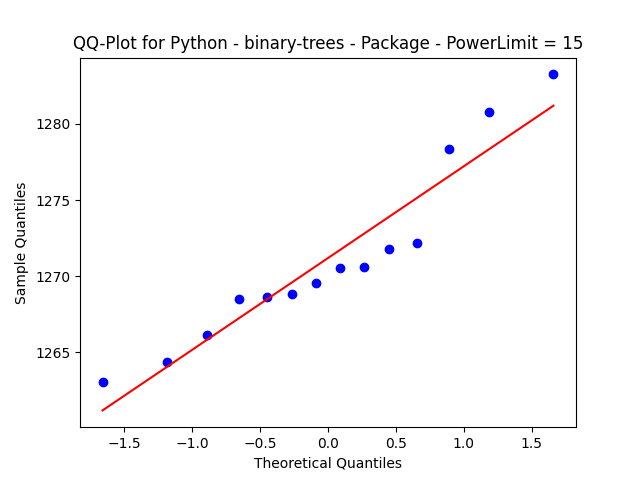 QQ-Plot for Python - binary-trees - Package - PowerLimit = 15
1280
1275
1270
1265
Sample Quantiles
−1.5 −1.0 −0.5 0.0 0.5 1.0 1.5
Theoretical Quantiles